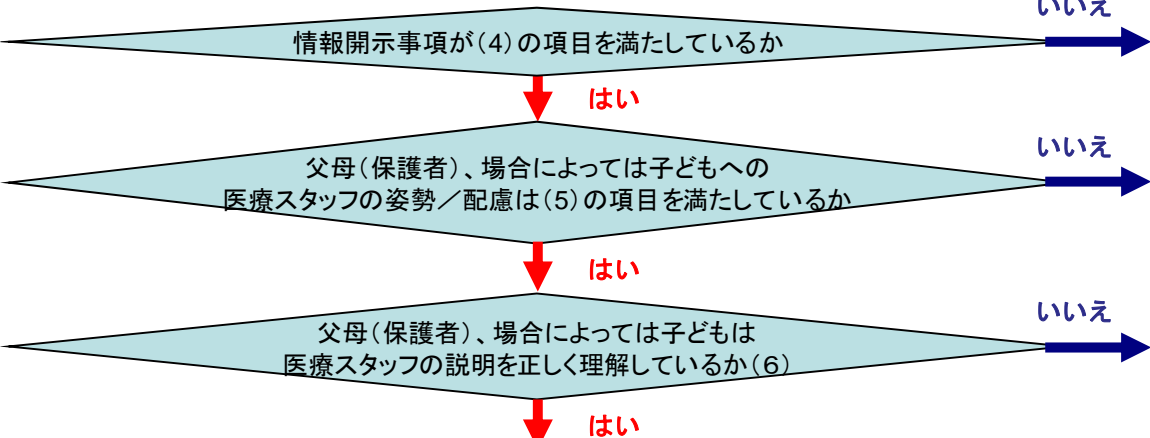 いいえ
情報開示事項が(4)の項目を満たしているか
はい
いいえ
父母(保護者)、場合によっては子どもへの
医療スタッフの姿勢／配慮は(5)の項目を満たしているか
はい
いいえ
父母(保護者)、場合によっては子どもは
医療スタッフの説明を正しく理解しているか(６)
はい